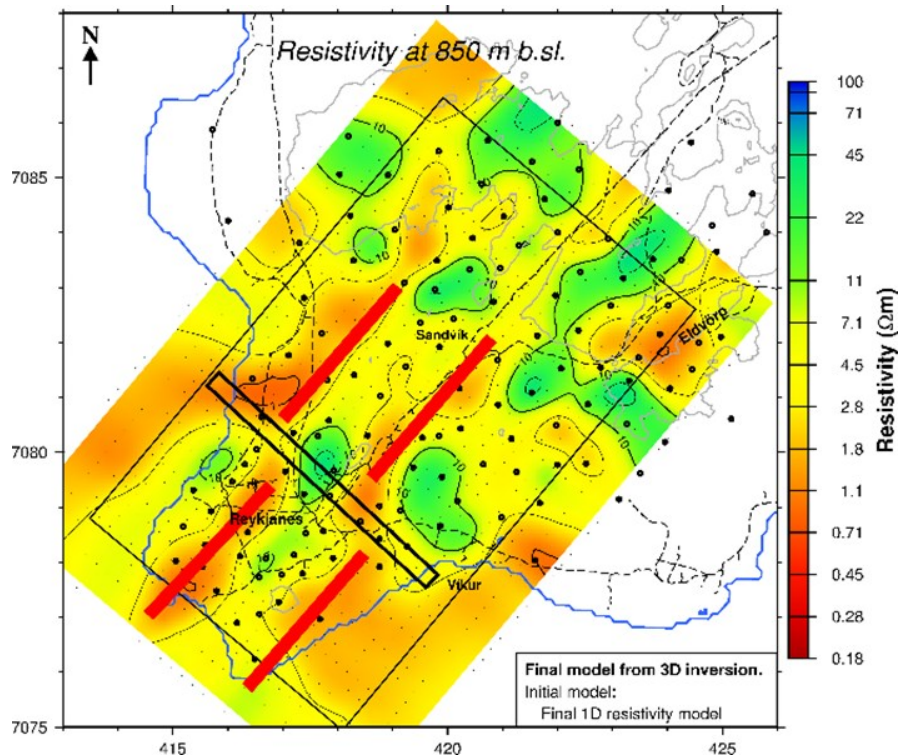 N
Resistivity at 850 m b.sl.
7085
7080
7075
415
420
425
Sandvík
Eldvörp
Reykjanes
Víkur
10
10
10
10
10
10
10
10
100
71
45
22
11
7.1
4.5
2.8
1.8
1.1
0.71
0.45
0.28
0.18
Resistivity (Ωm)
Final model from 3D inversion.
Initial model:
Final 1D resistivity model